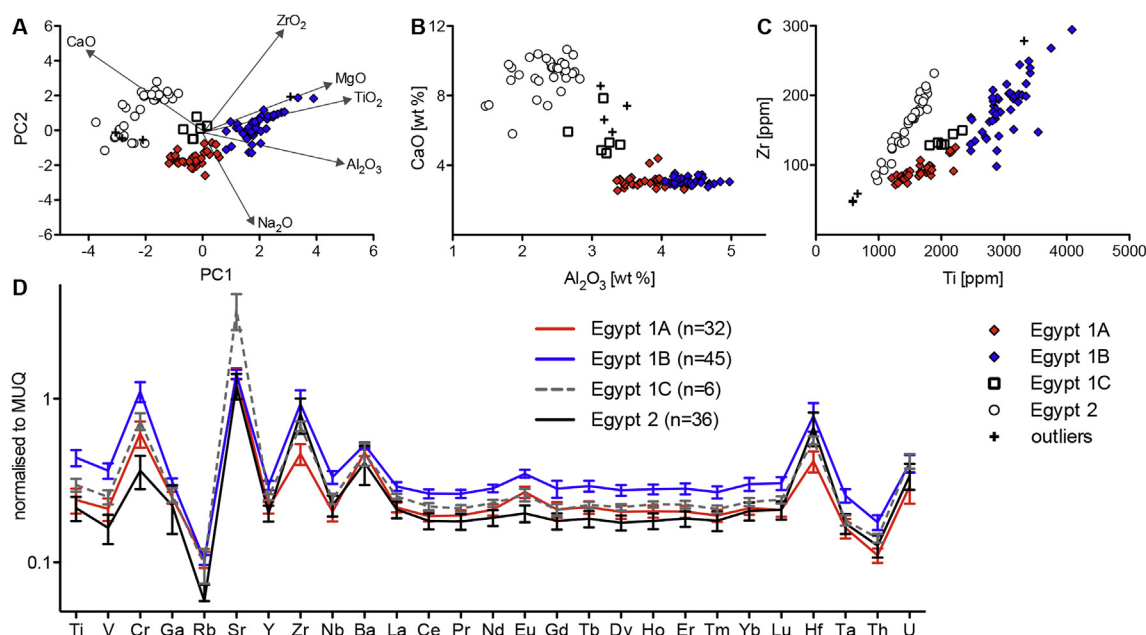 A
6
4
2
0
-2
-4
-6
PC2
-4
-2
0
2
4
6
PC1
CaO
ZrO₂
MgO
TiO₂
Al₂O₃
Na₂O
B
12
8
4
CaO [wt %]
1
2
3
4
5
Al₂O₃ [wt %]
C
300
200
100
Zr [ppm]
0
1000
2000
3000
4000
5000
Ti [ppm]
D
1
0.1
normalised to MUQ
Egypt 1A (n=32)
Egypt 1B (n=45)
Egypt 1C (n=6)
Egypt 2 (n=36)
Egypt 1A
Egypt 1B
Egypt 1C
Egypt 2
outliers
Ti V Cr Ga Rb Sr Y Zr Nb Ba La Ce Pr Nd Eu Gd Tb Dy Ho Er Tm Yb Lu Hf Ta Th U